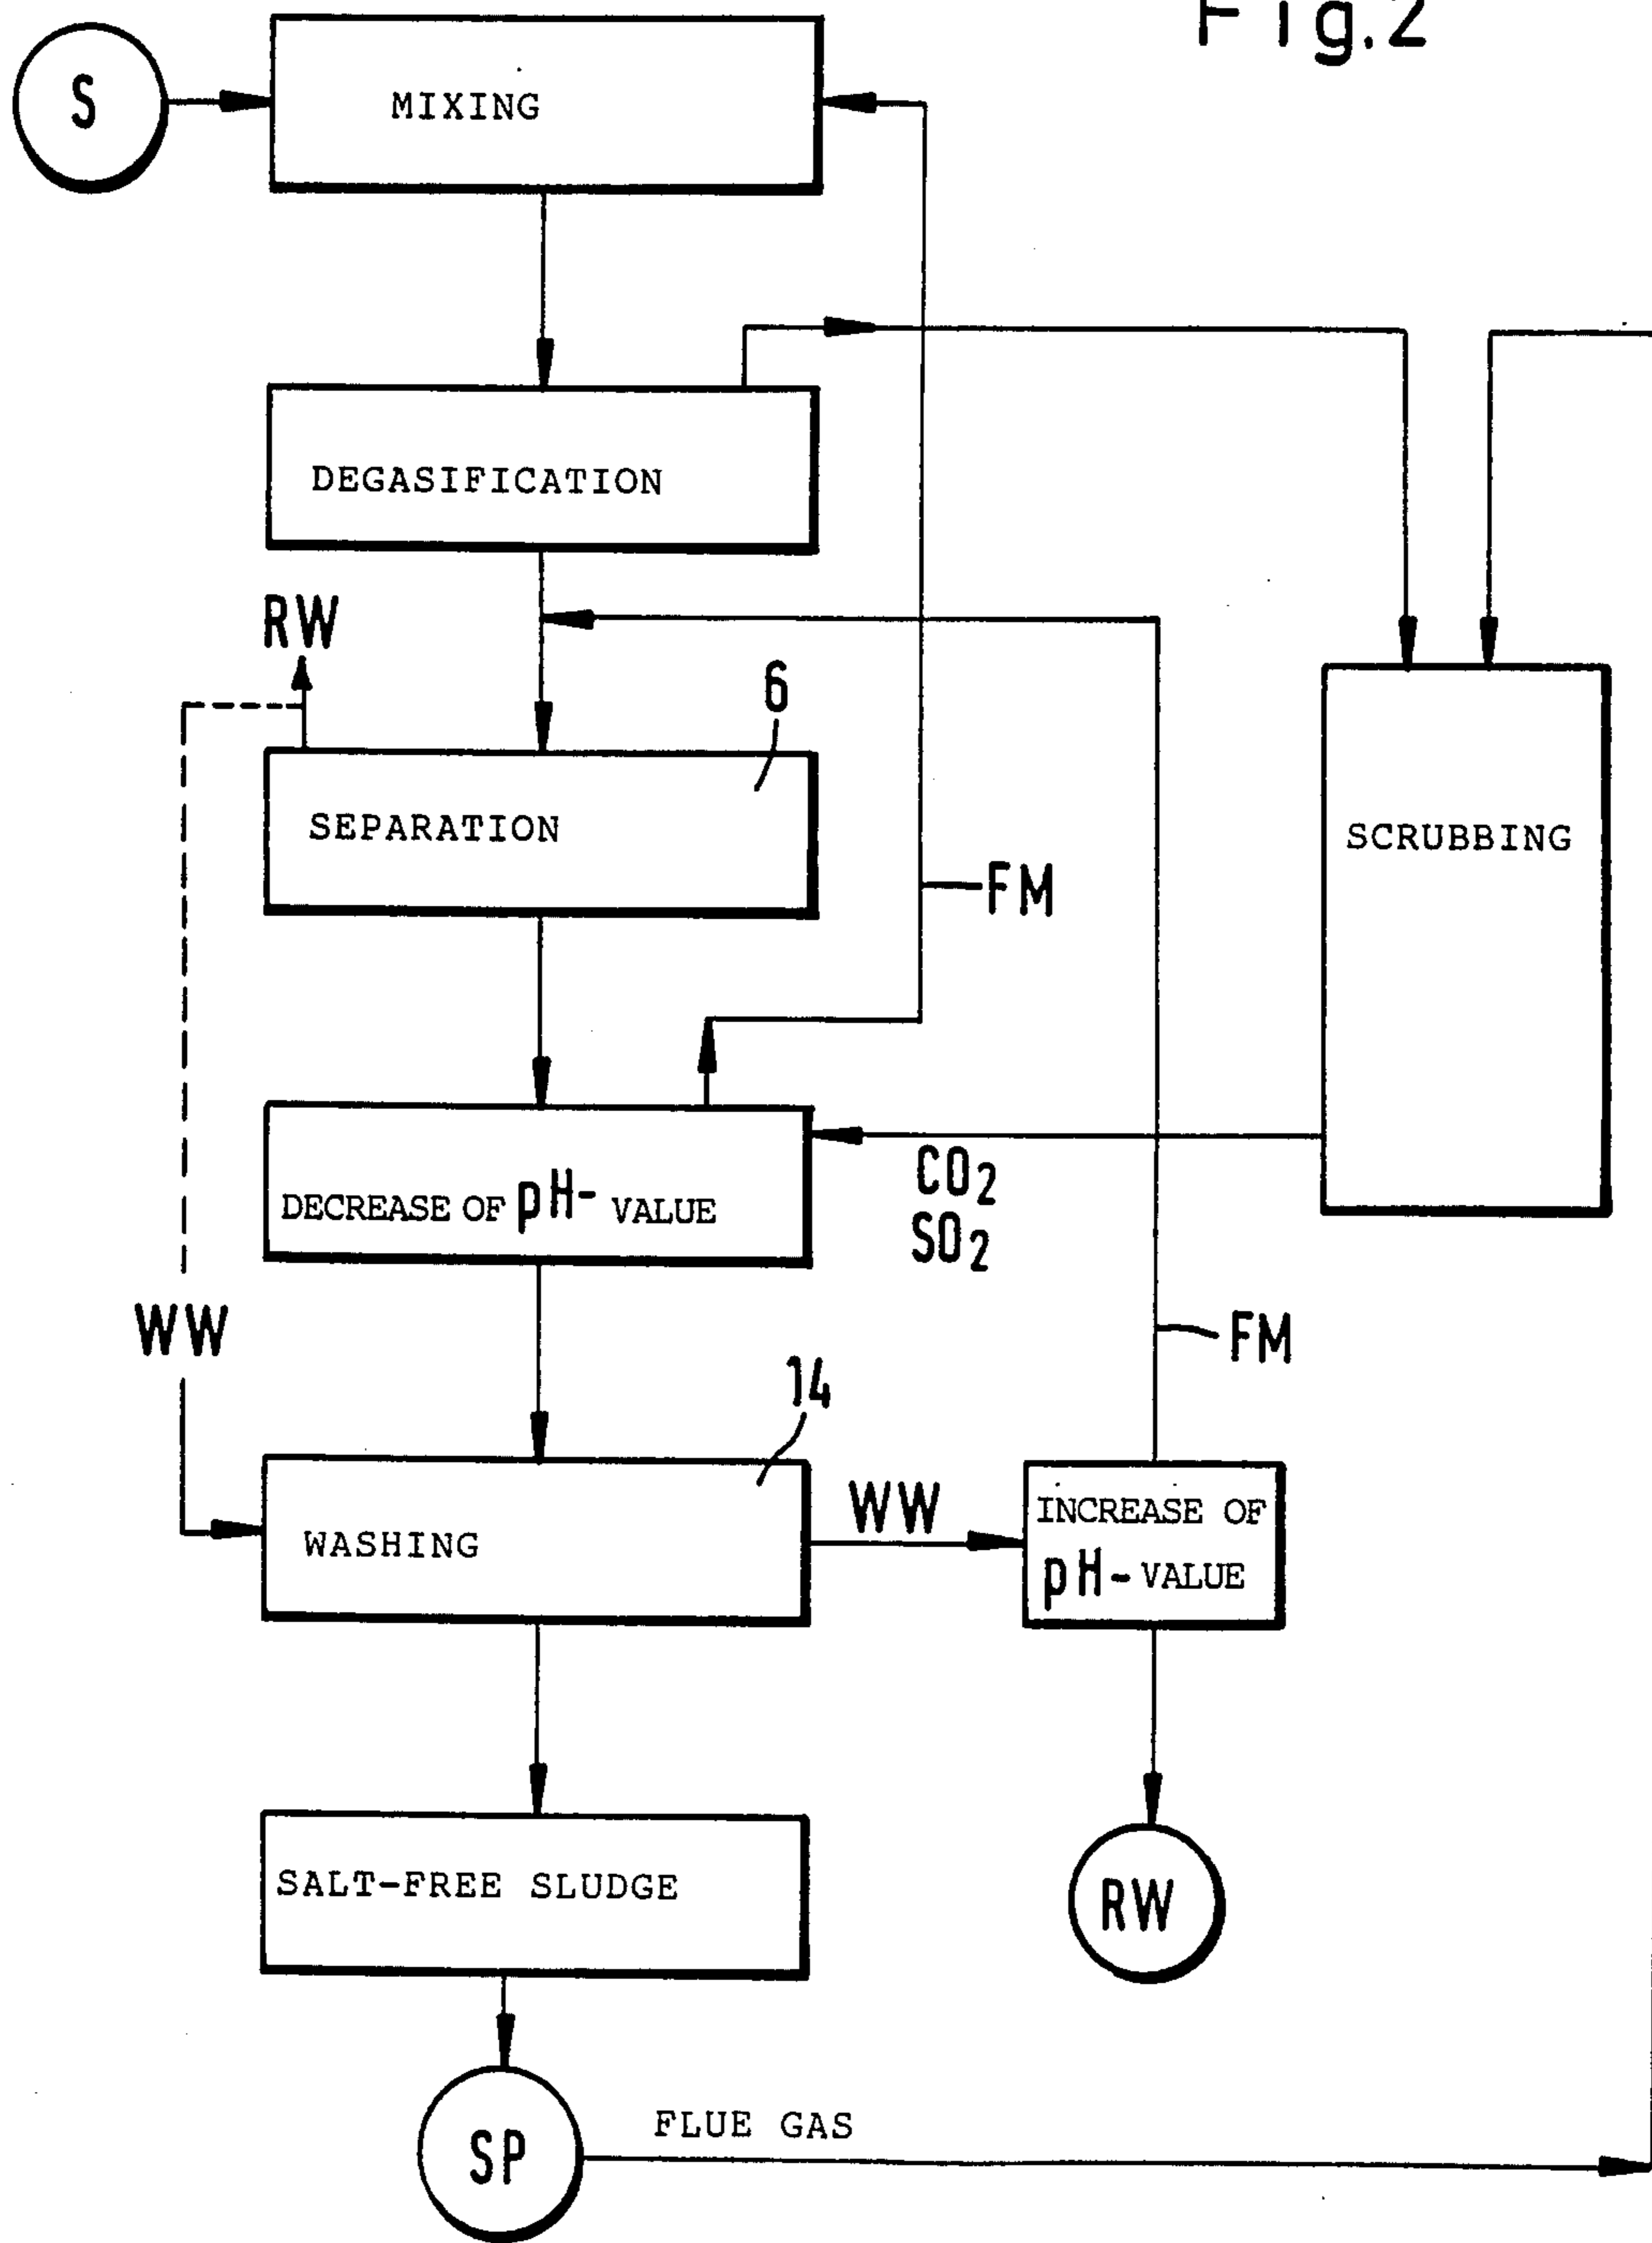 Fig.2
S
MIXING
DEGASIFICATION
RW
6
SEPARATION
SCRUBBING
FM
DECREASE OF pH- VALUE
CO2
SO2
WW
FM
14
WASHING
WW
INCREASE OF
pH- VALUE
SALT-FREE SLUDGE
RW
FLUE GAS
SP